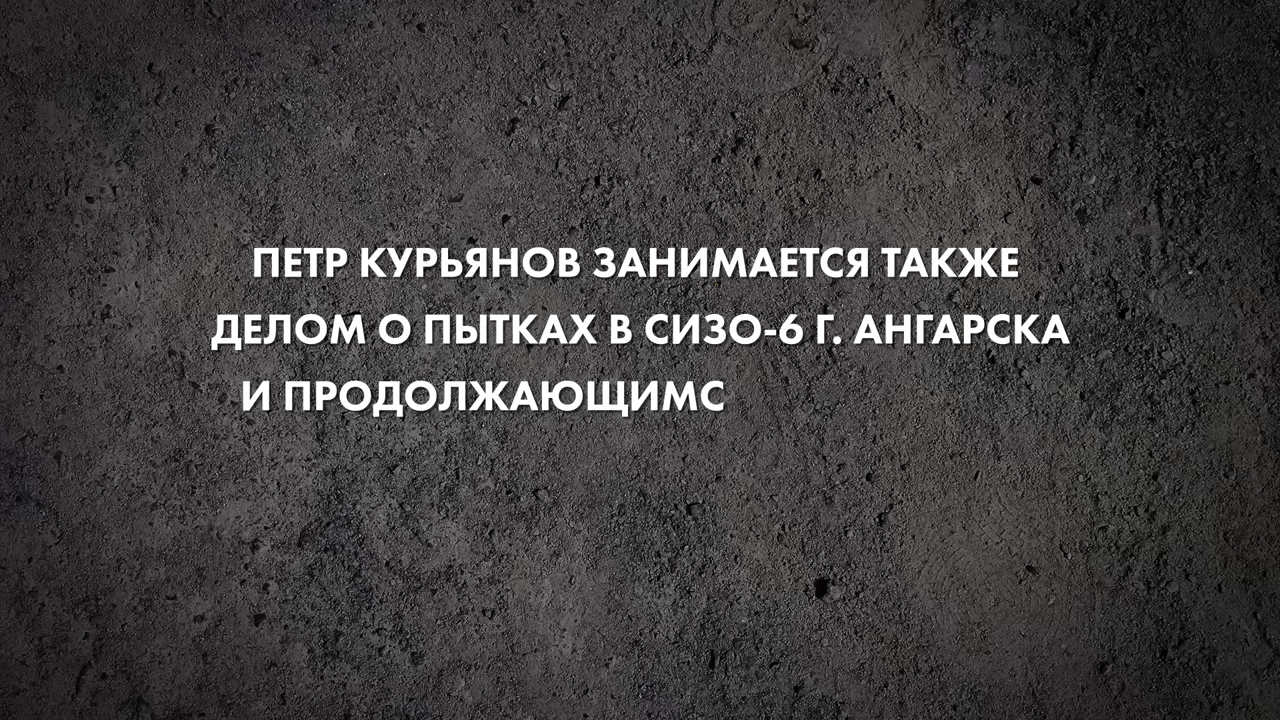 ПЕТР КУРЬЯНОВ ЗАНИМАЕТСЯ ТАКЖЕ
ДЕЛОМ О ПЫТКАХ В СИЗО-6 Г. АНГАРСКА
И ПРОДОЛЖАЮЩИМС